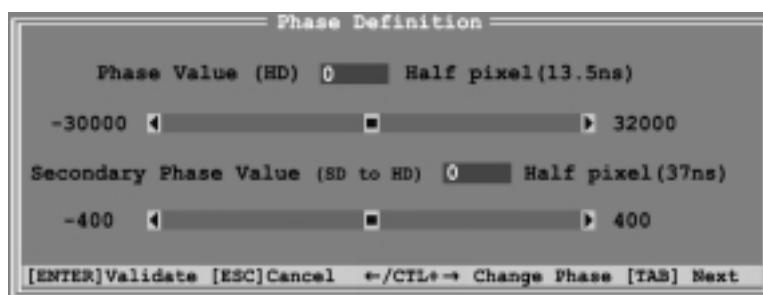 Phase Definition
Phase Value (HD) 0 Half pixel(13.5ns)
-30000 32000
Secondary Phase Value (SD to HD) 0 Half pixel(37ns)
-400 400
[ENTER]Validate [ESC]Cancel ←/CTL+→ Change Phase [TAB] Next